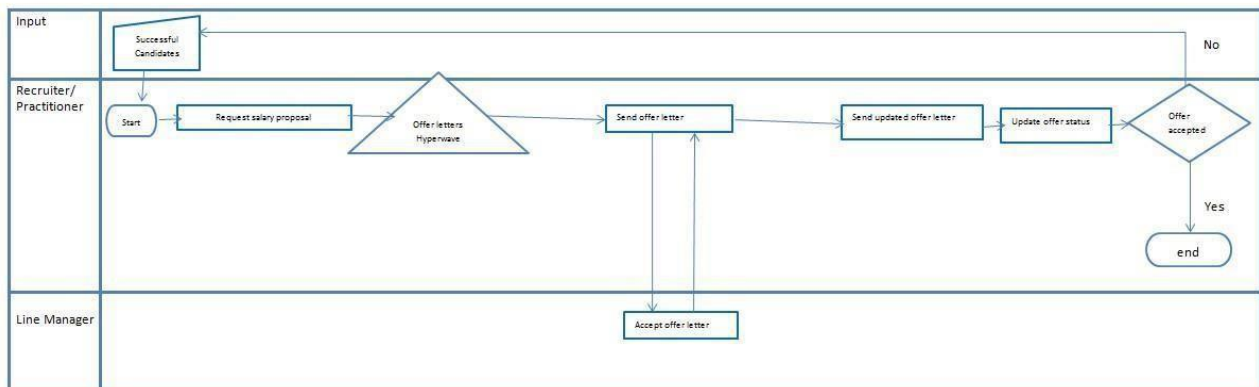 Input
Successful
Candidates
No
Recruiter/
Practitioner
Start
Request salary proposal
Offer letters
Hyperwave
Send offer letter
Send updated offer letter
Update offer status
Offer
accepted
Yes
end
Line Manager
Accept offer letter